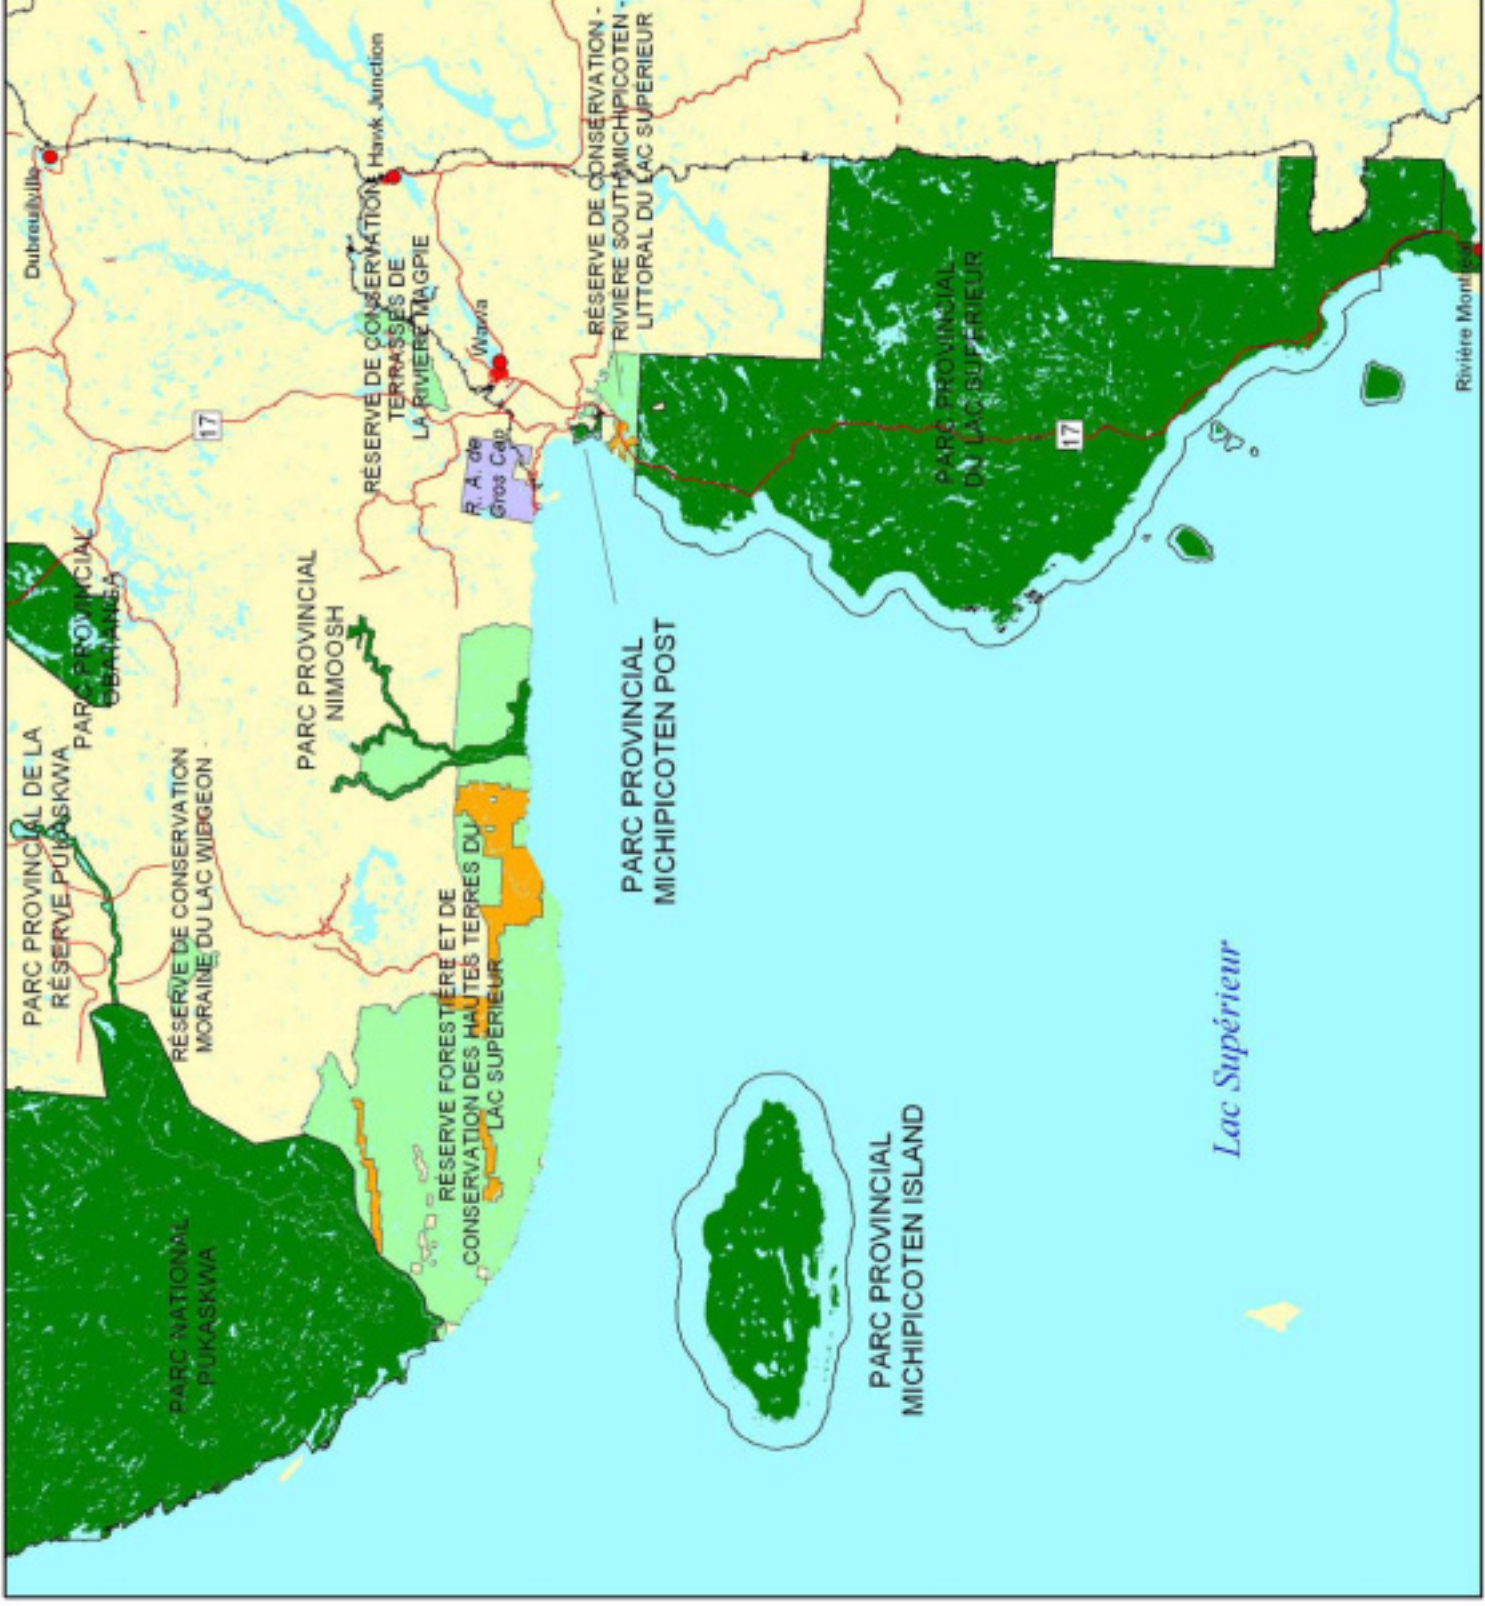 PARC PROVINCIAL DE LA
RÉSERVE PUKASKWA
PARC PROVINCIAL
OBATANGA
Dubreuilville
RÉSERVE DE CONSERVATION
MORAINE DU LAC WIDGEON
PARC NATIONAL
PUKASKWA
17
PARC PROVINCIAL
NIMOOSH
RÉSERVE DE CONSERVATION
TERRASSES DE
LA RIVIÈRE MAGPIE
Hawk Junction
RÉSERVE FORESTIÈRE ET DE
CONSERVATION DES HAUTES TERRES DU
LAC SUPÉRIEUR
R. A. de
Gros Cap
Wawa
RÉSERVE DE CONSERVATION -
RIVIÈRE SOUTH MICHIPICOTEN -
LITTORAL DU LAC SUPÉRIEUR
PARC PROVINCIAL
MICHIPICOTEN POST
PARC PROVINCIAL
MICHIPICOTEN ISLAND
PARC PROVINCIAL
DU LAC SUPÉRIEUR
17
Lac Supérieur
Rivière Montréal